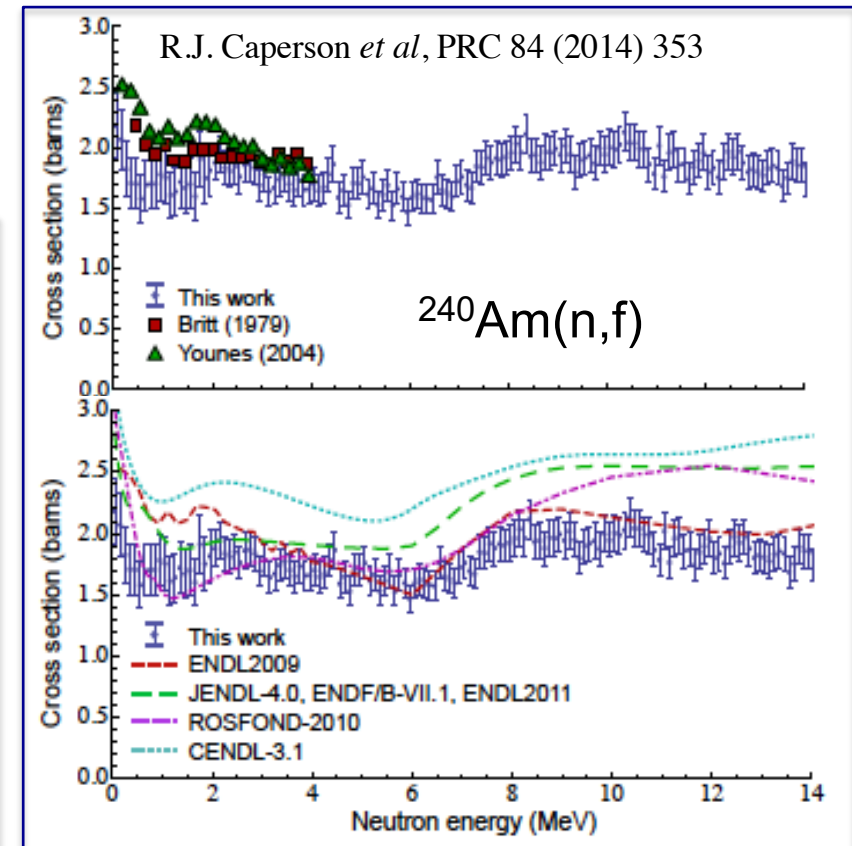 R.J. Caperson et al, PRC 84 (2014) 353
3.0
2.5
2.0
1.5
1.0
0.5
0.0
Cross section (barns)
This work
Britt (1979)
Younes (2004)
240Am(n,f)
3.0
2.5
2.0
1.5
1.0
0.5
0.0
Cross section (barns)
This work
ENDL2009
JENDL-4.0, ENDF/B-VII.1, ENDL2011
ROSFOND-2010
CENDL-3.1
0 2 4 6 8 10 12 14
Neutron energy (MeV)